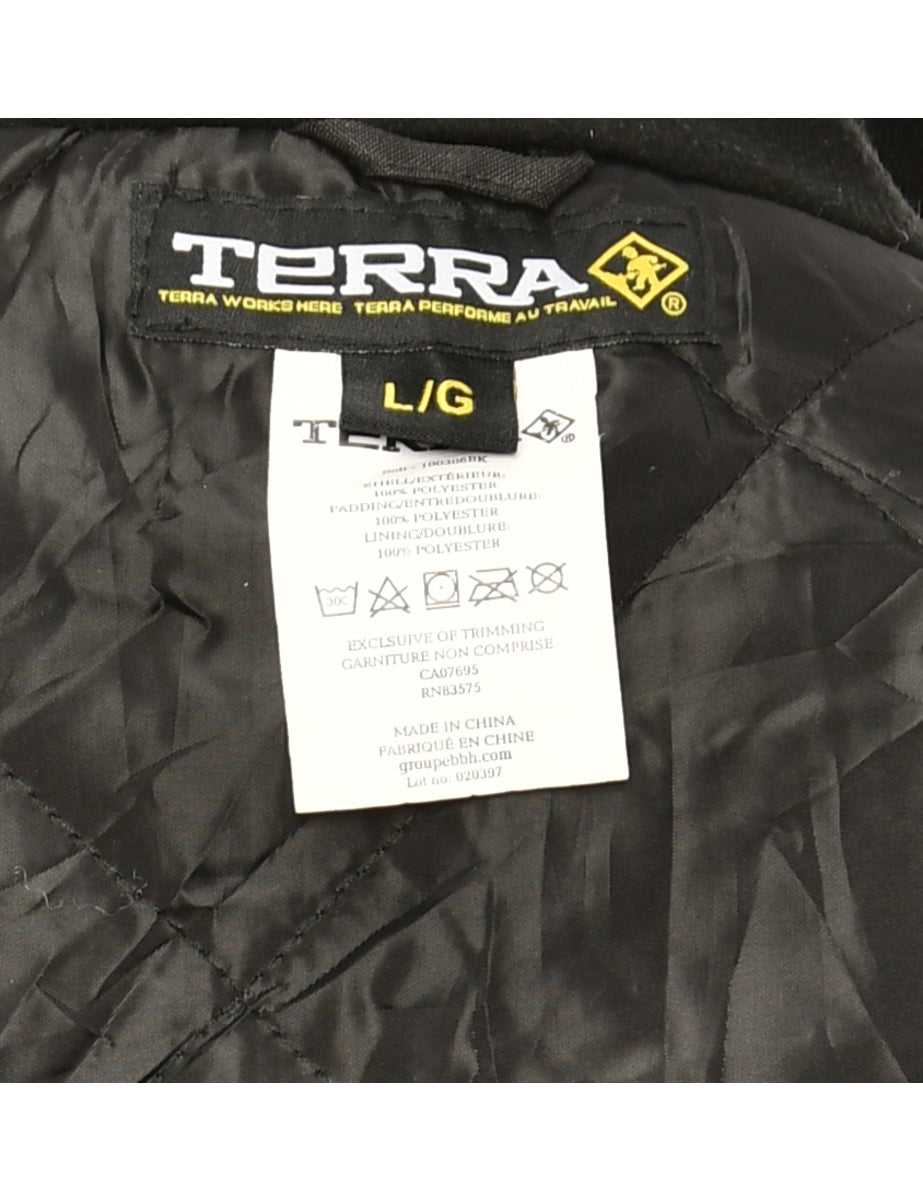 TERRA
TERRA WORKS HERE TERRA PERFORME AU TRAVAIL ®
L/G
100306BK
SHELL/EXTÉRIEUR:
100% POLYESTER
PADDING/ENTREDOUBLURE:
100% POLYESTER
LINING/DOUBLURE:
100% POLYESTER
30C
EXCLSUIVE OF TRIMMING
GARNITURE NON COMPRISE
CA07695
RN83575
MADE IN CHINA
FABRIQUÉ EN CHINE
groupebbh.com
Lot no: 020397